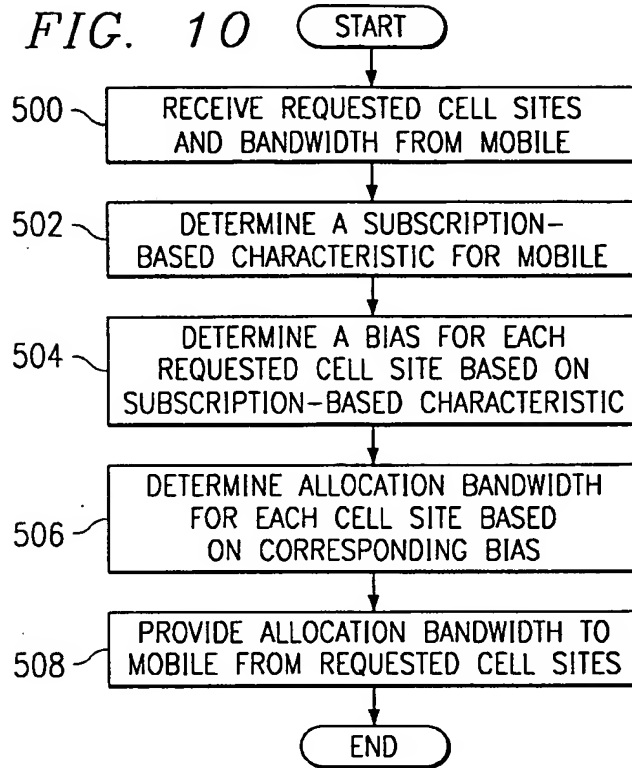 FIG. 10
START
500
RECEIVE REQUESTED CELL SITES
AND BANDWIDTH FROM MOBILE
502
DETERMINE A SUBSCRIPTION-
BASED CHARACTERISTIC FOR MOBILE
504
DETERMINE A BIAS FOR EACH
REQUESTED CELL SITE BASED ON
SUBSCRIPTION-BASED CHARACTERISTIC
506
DETERMINE ALLOCATION BANDWIDTH
FOR EACH CELL SITE BASED
ON CORRESPONDING BIAS
508
PROVIDE ALLOCATION BANDWIDTH TO
MOBILE FROM REQUESTED CELL SITES
END